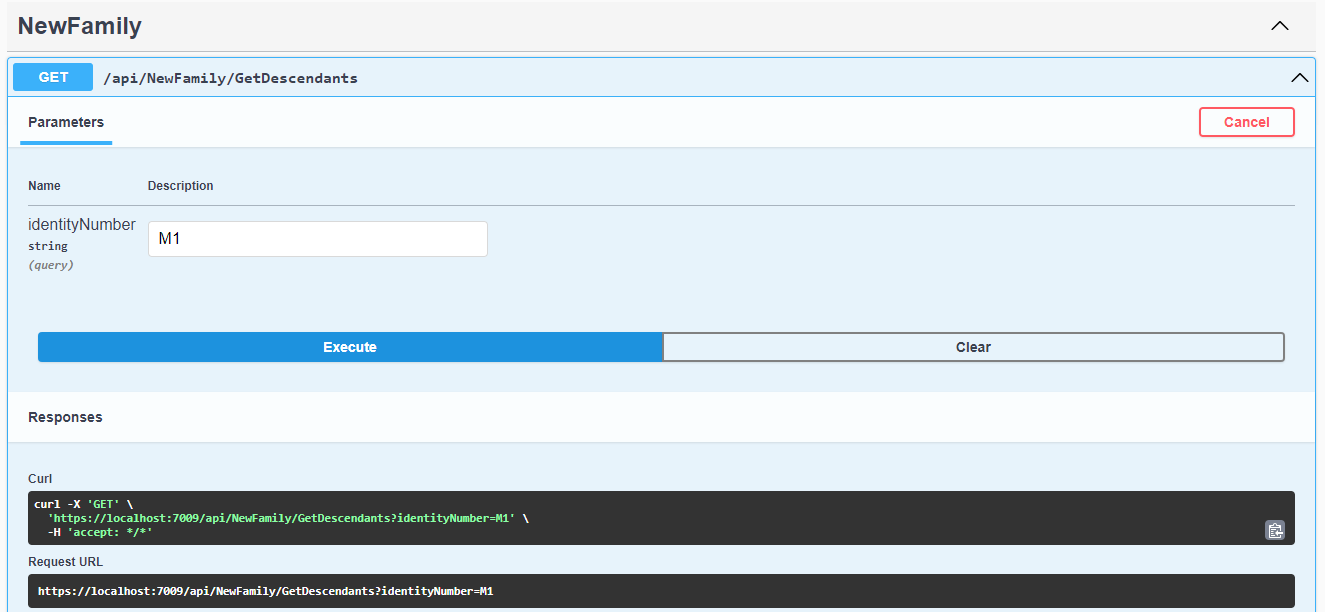 NewFamily
GET /api/NewFamily/GetDescendants
Parameters Cancel
Name Description
identityNumber
string
(query)
M1
Execute Clear
Responses
Curl
curl -X 'GET' \
'https://localhost:7009/api/NewFamily/GetDescendants?identityNumber=M1' \
-H 'accept: */*'
Request URL
https://localhost:7009/api/NewFamily/GetDescendants?identityNumber=M1